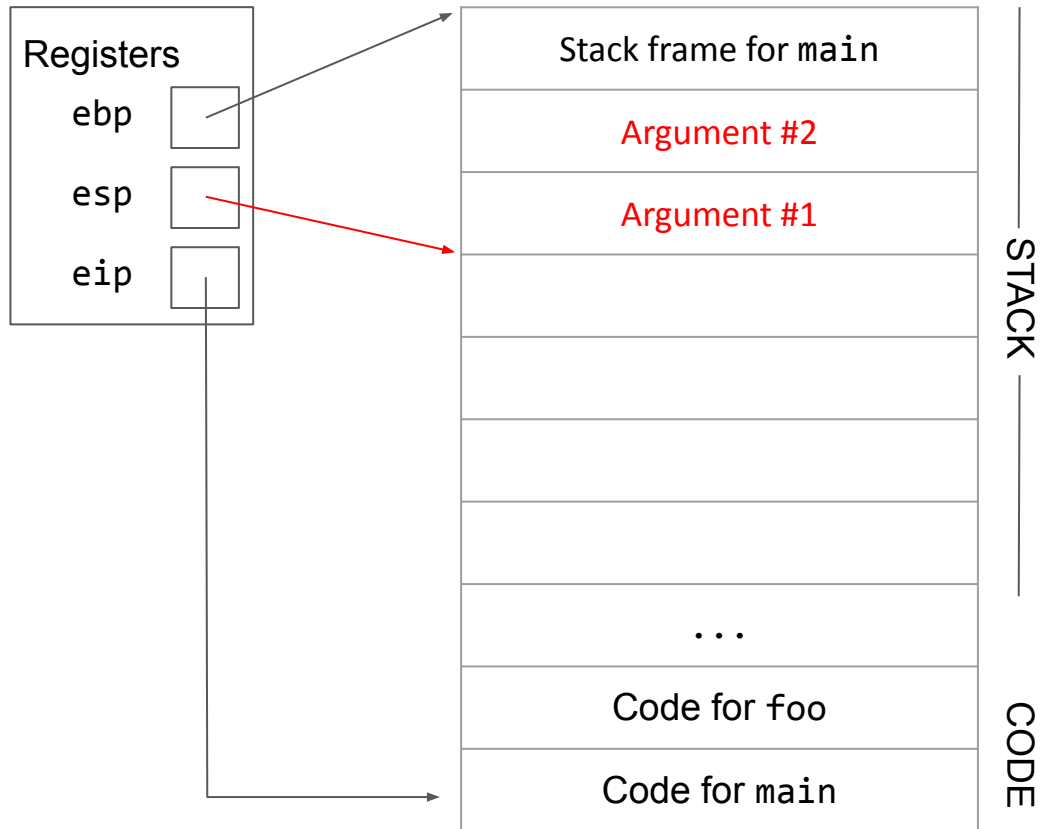 Registers
ebp
esp
eip
Stack frame for main
Argument #2
Argument #1
...
Code for foo
Code for main
STACK
CODE